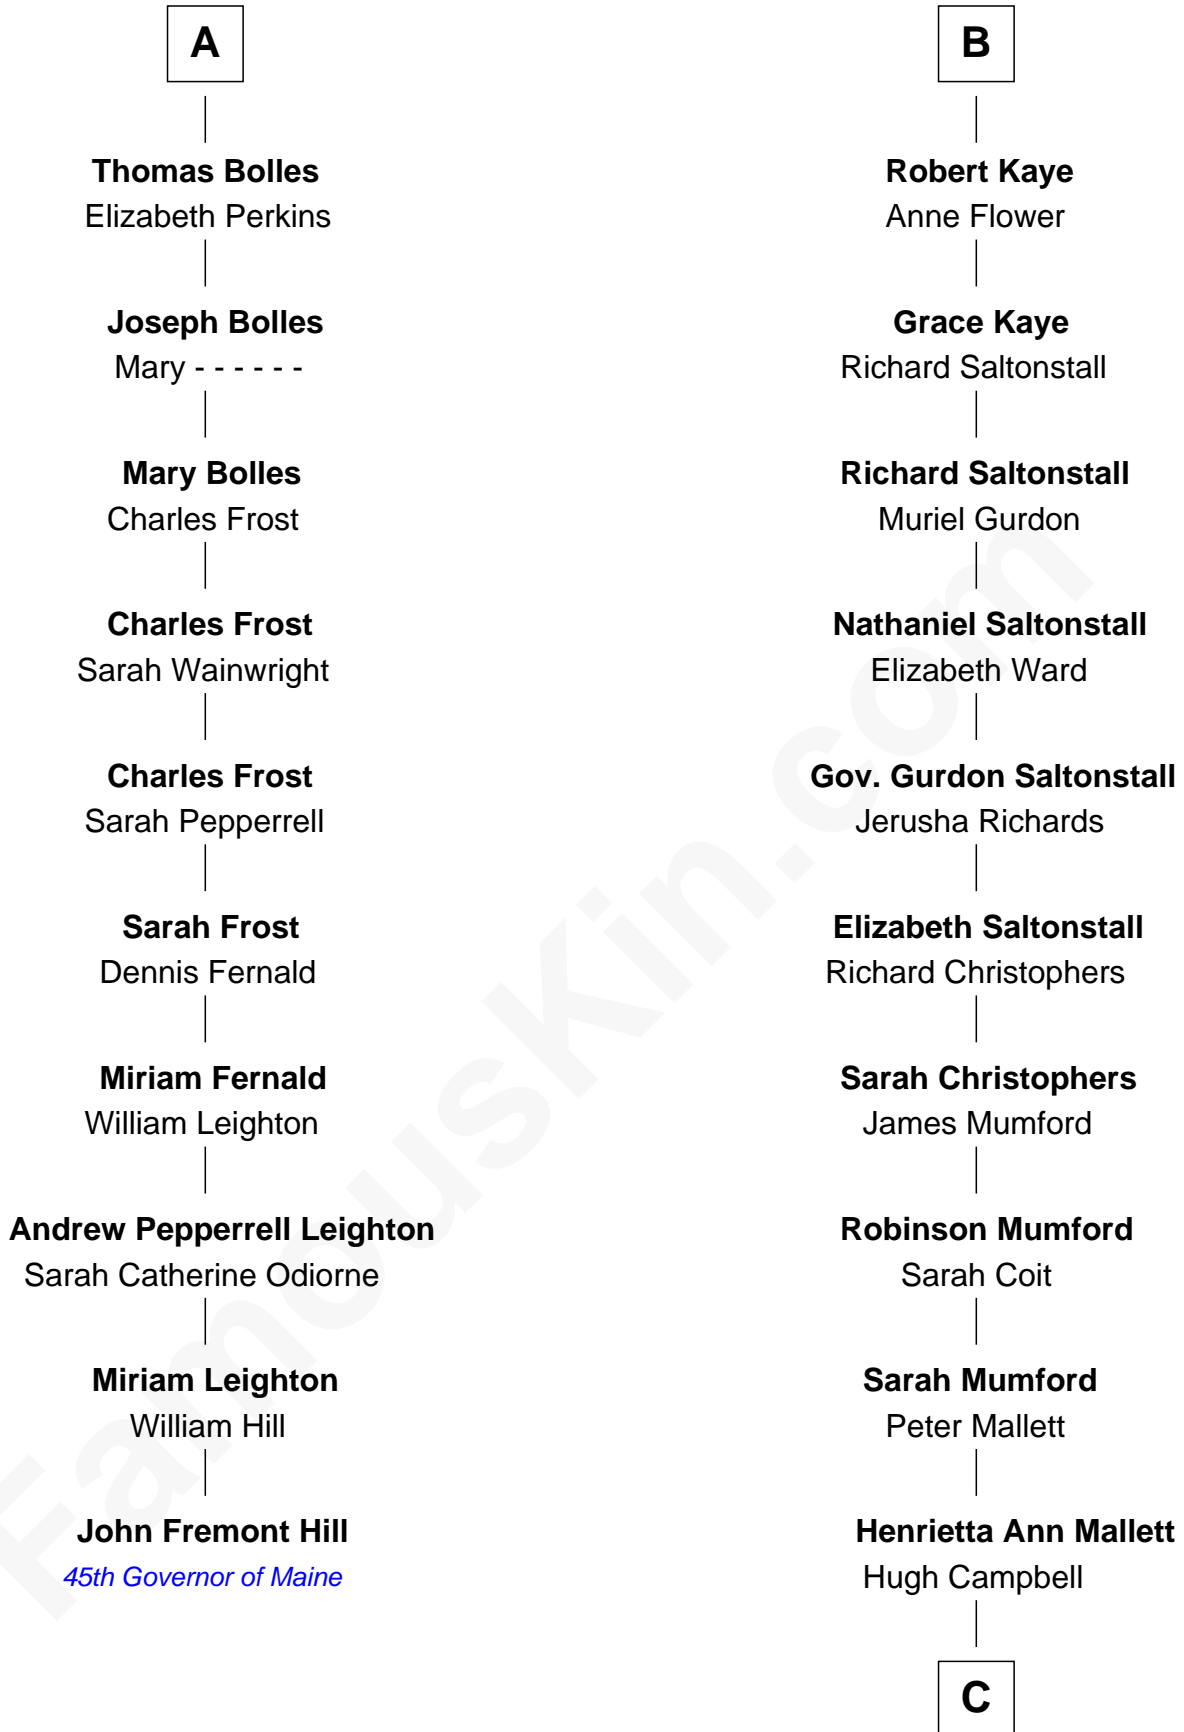 A
Thomas Bolles
Elizabeth Perkins
Joseph Bolles
Mary - - - - - -
Mary Bolles
Charles Frost
Charles Frost
Sarah Wainwright
Charles Frost
Sarah Pepperrell
Sarah Frost
Dennis Fernald
Miriam Fernald
William Leighton
Andrew Pepperrell Leighton
Sarah Catherine Odiorne
Miriam Leighton
William Hill
John Fremont Hill
45th Governor of Maine
B
Robert Kaye
Anne Flower
Grace Kaye
Richard Saltonstall
Richard Saltonstall
Muriel Gurdon
Nathaniel Saltonstall
Elizabeth Ward
Gov. Gurdon Saltonstall
Jerusha Richards
Elizabeth Saltonstall
Richard Christophers
Sarah Christophers
James Mumford
Robinson Mumford
Sarah Coit
Sarah Mumford
Peter Mallett
Henrietta Ann Mallett
Hugh Campbell
C
FamousKin.com